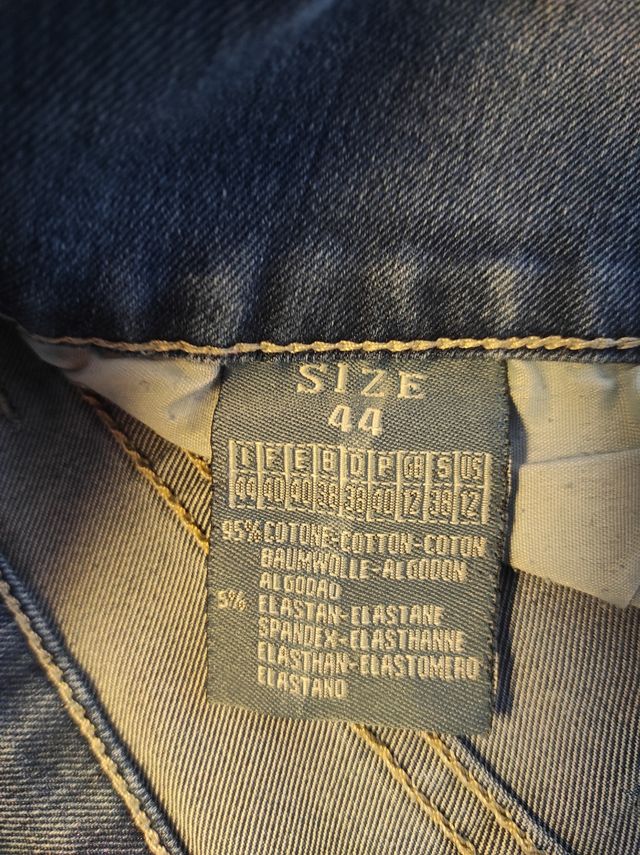 SIZE
44
I F E B D P GB S US
44 40 40 38 38 40 12 38 12
95% COTONE-COTTON-COTON
BAUMWOLLE-ALGODON
ALGODAO
5% ELASTAN-ELASTANE
SPANDEX-ELASTHANNE
ELASTHAN-ELASTOMERO
ELASTANO